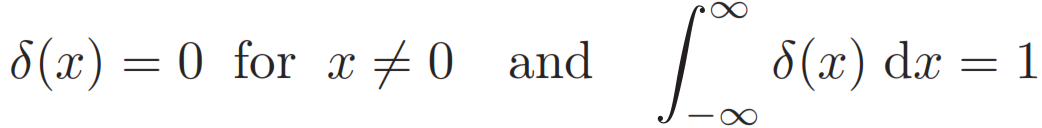 δ(x) = 0 for x ≠ 0 and ∫_{−∞}^{∞} δ(x) dx = 1